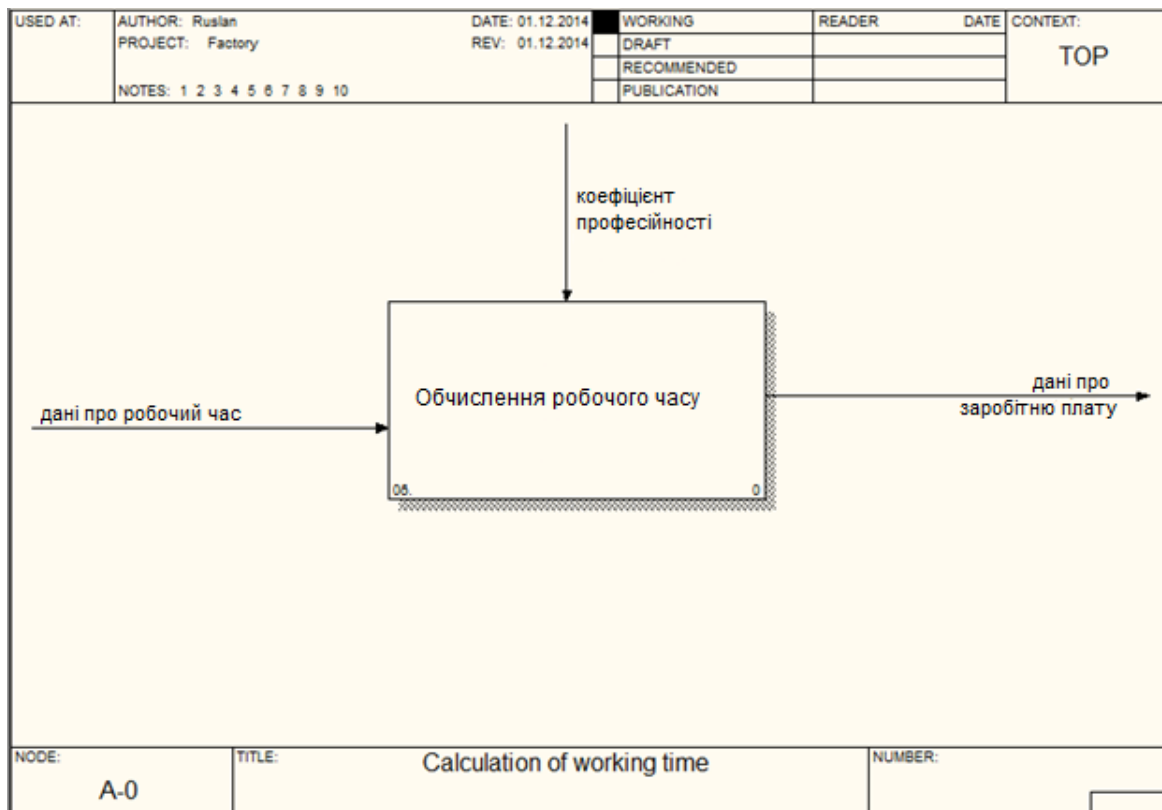 USED AT:
AUTHOR: Ruslan
DATE: 01.12.2014
WORKING
READER
DATE
CONTEXT:
PROJECT: Factory
REV: 01.12.2014
DRAFT
TOP
RECOMMENDED
NOTES: 1 2 3 4 5 6 7 8 9 10
PUBLICATION
коефіцієнт
професійності
Обчислення робочого часу
дані про робочий час
дані про
заробітню плату
0б.
0
NODE:
TITLE:
Calculation of working time
NUMBER:
A-0